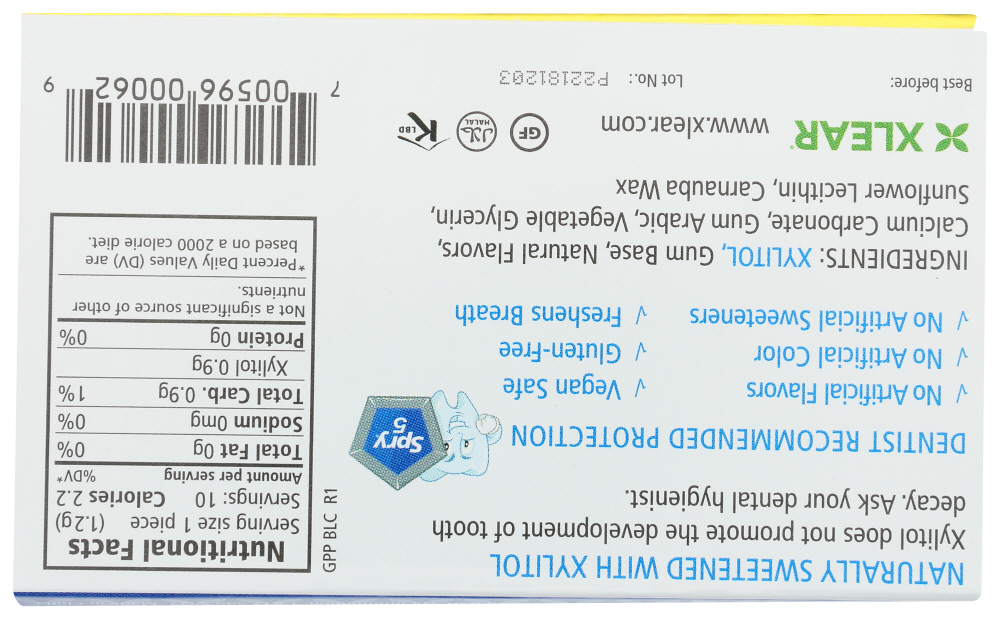 NATURALLY SWEETENED WITH XYLITOL
Xylitol does not promote the development of tooth
decay. Ask your dental hygienist.
DENTIST RECOMMENDED PROTECTION
Spry
5
√ No Artificial Flavors
√ Vegan Safe
√ No Artificial Color
√ Gluten-Free
√ No Artificial Sweeteners
√ Freshens Breath
INGREDIENTS: XYLITOL, Gum Base, Natural Flavors,
Calcium Carbonate, Gum Arabic, Vegetable Glycerin,
Sunflower Lecithin, Carnauba Wax
XLEAR®
www.xlear.com
GF
HALAL
K
LBD
Best before:
Lot No.: P22181203
GPP BLC R1
Nutritional Facts
Serving size 1 piece (1.2g)
Servings: 10 Calories 2.2
Amount per serving %DV*
Total Fat 0g 0%
Sodium 0mg 0%
Total Carb. 0.9g 1%
Xylitol 0.9g
Protein 0g 0%
Not a significant source of other
nutrients.
*Percent Daily Values (DV) are
based on a 2000 calorie diet.
7 00596 00062 9